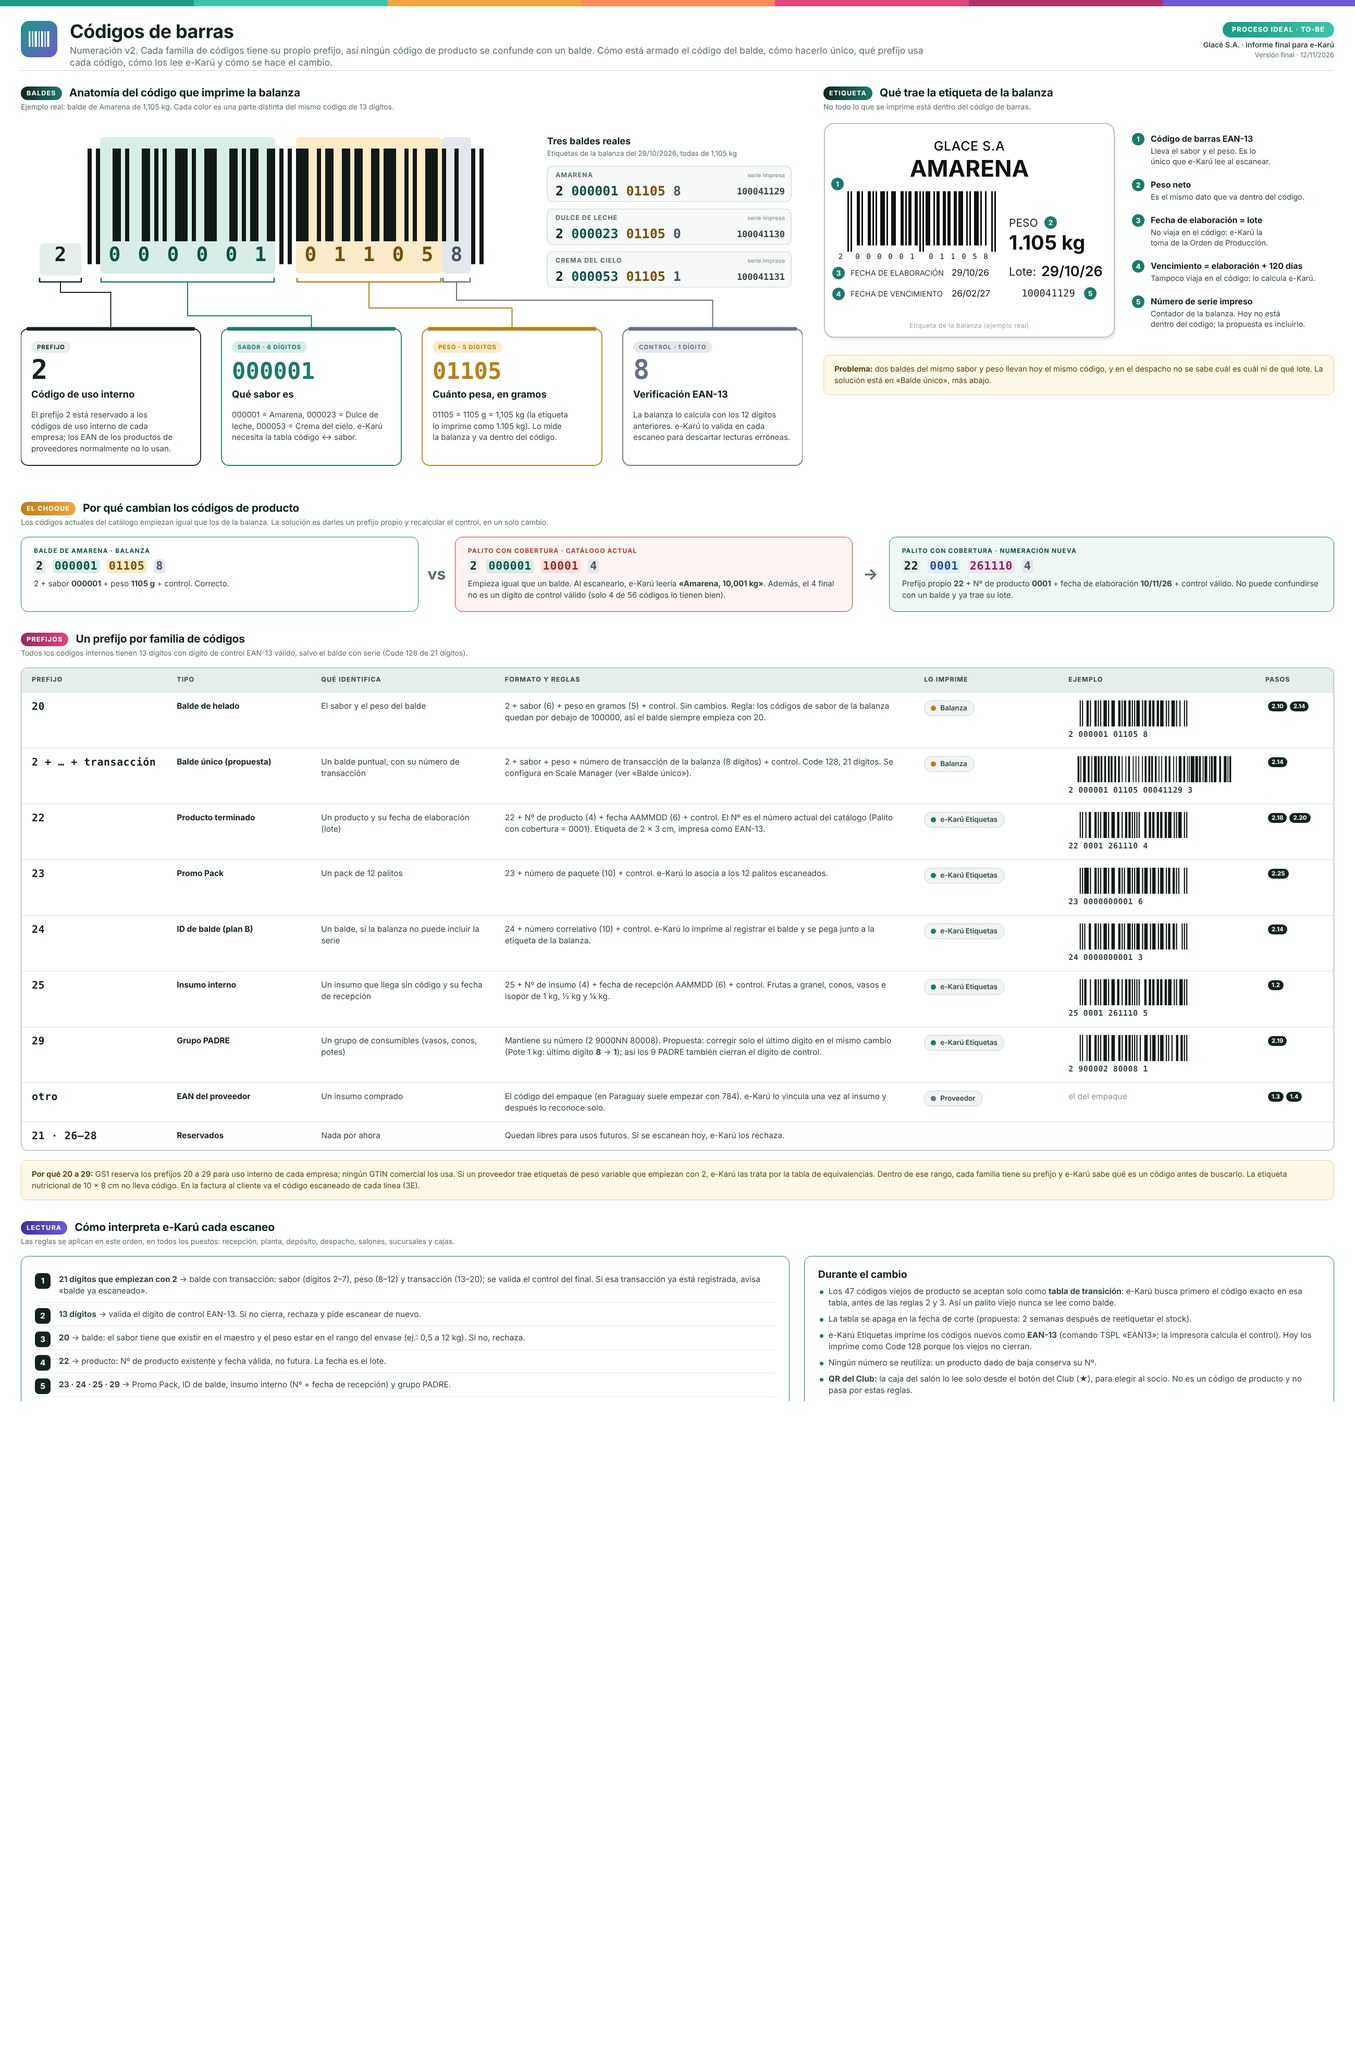 Códigos de barras
Numeración v2. Cada familia de códigos tiene su propio prefijo, así ningún código de producto se confunde con un balde. Cómo está armado el código del balde, cómo hacerlo único, qué prefijo usa
cada código, cómo los lee e-Karú y cómo se hace el cambio.
PROCESO IDEAL · TO-BE
Glacé S.A. · informe final para e-Karú
Versión final · 12/11/2026
BALDES Anatomía del código que imprime la balanza
Ejemplo real: balde de Amarena de 1,105 kg. Cada color es una parte distinta del mismo código de 13 dígitos.
2 0 0 0 0 0 1 0 1 1 0 5 8
Tres baldes reales
Etiquetas de la balanza del 29/10/2026, todas de 1,105 kg
AMARENA serie impresa
2 000001 01105 8 100041129
DULCE DE LECHE serie impresa
2 000023 01105 0 100041130
CREMA DEL CIELO serie impresa
2 000053 01105 1 100041131
PREFIJO
2
Código de uso interno
El prefijo 2 está reservado a los
códigos de uso interno de cada
empresa; los EAN de los productos de
proveedores normalmente no lo usan.
SABOR · 6 DÍGITOS
000001
Qué sabor es
000001 = Amarena, 000023 = Dulce de
leche, 000053 = Crema del cielo. e-Karú
necesita la tabla código ↔ sabor.
PESO · 5 DÍGITOS
01105
Cuánto pesa, en gramos
01105 = 1105 g = 1,105 kg (la etiqueta
lo imprime como 1.105 kg). Lo mide
la balanza y va dentro del código.
CONTROL · 1 DÍGITO
8
Verificación EAN-13
La balanza lo calcula con los 12 dígitos
anteriores. e-Karú lo valida en cada
escaneo para descartar lecturas erróneas.
ETIQUETA Qué trae la etiqueta de la balanza
No todo lo que se imprime está dentro del código de barras.
GLACE S.A
AMARENA
1
2 000001 011058
PESO 2
1.105 kg
3 FECHA DE ELABORACIÓN 29/10/26
Lote: 29/10/26
4 FECHA DE VENCIMIENTO 26/02/27
100041129 5
Etiqueta de la balanza (ejemplo real)
1 Código de barras EAN-13
Lleva el sabor y el peso. Es lo
único que e-Karú lee al escanear.
2 Peso neto
Es el mismo dato que va dentro del código.
3 Fecha de elaboración = lote
No viaja en el código: e-Karú la
toma de la Orden de Producción.
4 Vencimiento = elaboración + 120 días
Tampoco viaja en el código: lo calcula e-Karú.
5 Número de serie impreso
Contador de la balanza. Hoy no está
dentro del código; la propuesta es incluirlo.
Problema: dos baldes del mismo sabor y peso llevan hoy el mismo código, y en el despacho no se sabe cuál es cuál ni de qué lote. La
solución está en «Balde único», más abajo.
EL CHOQUE Por qué cambian los códigos de producto
Los códigos actuales del catálogo empiezan igual que los de la balanza. La solución es darles un prefijo propio y recalcular el control, en un solo cambio.
BALDE DE AMARENA · BALANZA
2 000001 01105 8
2 + sabor 000001 + peso 1105 g + control. Correcto.
VS
PALITO CON COBERTURA · CATÁLOGO ACTUAL
2 000001 10001 4
Empieza igual que un balde. Al escanearlo, e-Karú leería «Amarena, 10,001 kg». Además, el 4 final
no es un dígito de control válido (solo 4 de 56 códigos lo tienen bien).
→
PALITO CON COBERTURA · NUMERACIÓN NUEVA
22 0001 261110 4
Prefijo propio 22 + Nº de producto 0001 + fecha de elaboración 10/11/26 + control válido. No puede confundirse
con un balde y ya trae su lote.
PREFIJOS Un prefijo por familia de códigos
Todos los códigos internos tienen 13 dígitos con dígito de control EAN-13 válido, salvo el balde con serie (Code 128 de 21 dígitos).
PREFIJO TIPO QUÉ IDENTIFICA FORMATO Y REGLAS LO IMPRIME EJEMPLO PASOS
20 Balde de helado El sabor y el peso del balde 2 + sabor (6) + peso en gramos (5) + control. Sin cambios. Regla: los códigos de sabor de la balanza
quedan por debajo de 100000, así el balde siempre empieza con 20. Balanza 2 000001 01105 8 2.10 2.14
2 + … + transacción Balde único (propuesta) Un balde puntual, con su número de
transacción 2 + sabor + peso + número de transacción de la balanza (8 dígitos) + control. Code 128, 21 dígitos. Se
configura en Scale Manager (ver «Balde único»). Balanza 2 000001 01105 00041129 3 2.14
22 Producto terminado Un producto y su fecha de elaboración
(lote) 22 + Nº de producto (4) + fecha AAMMDD (6) + control. El Nº es el número actual del catálogo (Palito
con cobertura = 0001). Etiqueta de 2 × 3 cm, impresa como EAN-13. e-Karú Etiquetas 22 0001 261110 4 2.18 2.20
23 Promo Pack Un pack de 12 palitos 23 + número de paquete (10) + control. e-Karú lo asocia a los 12 palitos escaneados. e-Karú Etiquetas 23 0000000001 6 2.25
24 ID de balde (plan B) Un balde, si la balanza no puede incluir la
serie 24 + número correlativo (10) + control. e-Karú lo imprime al registrar el balde y se pega junto a la
etiqueta de la balanza. e-Karú Etiquetas 24 0000000001 3 2.14
25 Insumo interno Un insumo que llega sin código y su fecha
de recepción 25 + Nº de insumo (4) + fecha de recepción AAMMDD (6) + control. Frutas a granel, conos, vasos e
isopor de 1 kg, ½ kg y ¼ kg. e-Karú Etiquetas 25 0001 261110 5 1.2
29 Grupo PADRE Un grupo de consumibles (vasos, conos,
potes) Mantiene su número (2 9000NN 80008). Propuesta: corregir solo el último dígito en el mismo cambio
(Pote 1 kg: último dígito 8 → 1); así los 9 PADRE también cierran el dígito de control. e-Karú Etiquetas 2 900002 80008 1 2.19
otro EAN del proveedor Un insumo comprado El código del empaque (en Paraguay suele empezar con 784). e-Karú lo vincula una vez al insumo y
después lo reconoce solo. Proveedor el del empaque 1.3 1.4
21 · 26–28 Reservados Nada por ahora Quedan libres para usos futuros. Si se escanean hoy, e-Karú los rechaza.
Por qué 20 a 29: GS1 reserva los prefijos 20 a 29 para uso interno de cada empresa; ningún GTIN comercial los usa. Si un proveedor trae etiquetas de peso variable que empiezan con 2, e-Karú las trata por la tabla de equivalencias. Dentro de ese rango, cada familia tiene su prefijo y e-Karú sabe qué es un código antes de buscarlo. La etiqueta
nutricional de 10 × 8 cm no lleva código. En la factura al cliente va el código escaneado de cada línea (3E).
LECTURA Cómo interpreta e-Karú cada escaneo
Las reglas se aplican en este orden, en todos los puestos: recepción, planta, depósito, despacho, salones, sucursales y cajas.
1 21 dígitos que empiezan con 2 → balde con transacción: sabor (dígitos 2–7), peso (8–12) y transacción (13–20); se valida el control del final. Si esa transacción ya está registrada, avisa
«balde ya escaneado».
2 13 dígitos → valida el dígito de control EAN-13. Si no cierra, rechaza y pide escanear de nuevo.
3 20 → balde: el sabor tiene que existir en el maestro y el peso estar en el rango del envase (ej.: 0,5 a 12 kg). Si no, rechaza.
4 22 → producto: Nº de producto existente y fecha válida, no futura. La fecha es el lote.
5 23 · 24 · 25 · 29 → Promo Pack, ID de balde, insumo interno (Nº + fecha de recepción) y grupo PADRE.
Durante el cambio
• Los 47 códigos viejos de producto se aceptan solo como tabla de transición: e-Karú busca primero el código exacto en esa
tabla, antes de las reglas 2 y 3. Así un palito viejo nunca se lee como balde.
• La tabla se apaga en la fecha de corte (propuesta: 2 semanas después de reetiquetar el stock).
• e-Karú Etiquetas imprime los códigos nuevos como EAN-13 (comando TSPL «EAN13»; la impresora calcula el control). Hoy los
imprime como Code 128 porque los viejos no cierran.
• Ningún número se reutiliza: un producto dado de baja conserva su Nº.
• QR del Club: la caja del salón lo lee solo desde el botón del Club (★), para elegir al socio. No es un código de producto y no
pasa por estas reglas.